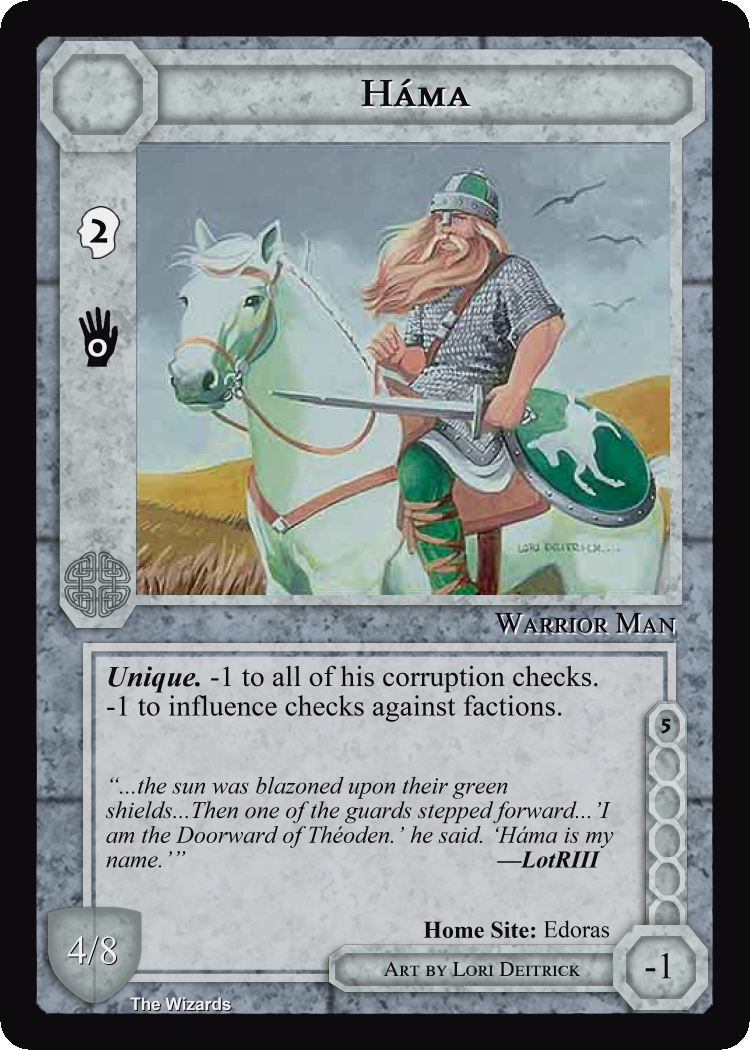 Háma
2
0
LORI DEITRICK...
Warrior Man
Unique. -1 to all of his corruption checks.
-1 to influence checks against factions.
5
“...the sun was blazoned upon their green
shields...Then one of the guards stepped forward...’I
am the Doorward of Théoden.’ he said. ‘Háma is my
name.’”
—LotRIII
Home Site: Edoras
4/8
Art by Lori Deitrick
-1
The Wizards